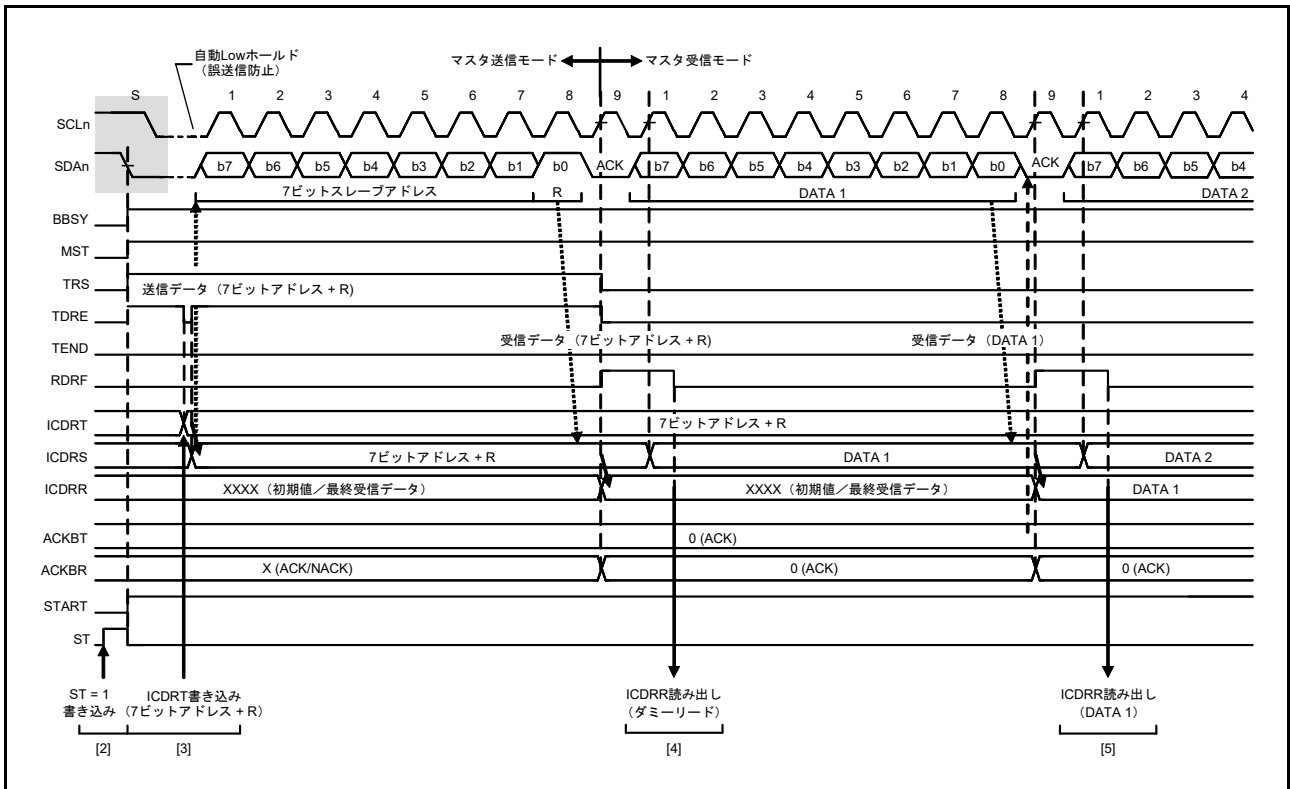 自動Lowホールド
（誤送信防止）
マスタ送信モード
マスタ受信モード
S 1 2 3 4 5 6 7 8 9 1 2 3 4 5 6 7 8 9 1 2 3 4
SCLn
SDAn b7 b6 b5 b4 b3 b2 b1 b0 ACK b7 b6 b5 b4 b3 b2 b1 b0 ACK b7 b6 b5 b4
7ビットスレーブアドレス R DATA 1 DATA 2
BBSY
MST
TRS 送信データ（7ビットアドレス + R)
TDRE
受信データ（7ビットアドレス + R) 受信データ（DATA 1）
TEND
RDRF
ICDRT 7ビットアドレス + R
ICDRS 7ビットアドレス + R DATA 1 DATA 2
ICDRR XXXX（初期値／最終受信データ） XXXX（初期値／最終受信データ） DATA 1
ACKBT 0 (ACK)
ACKBR X (ACK/NACK) 0 (ACK) 0 (ACK)
START
ST
ST = 1
書き込み
ICDRT書き込み
（7ビットアドレス + R）
ICDRR読み出し
（ダミーリード）
ICDRR読み出し
（DATA 1）
[2] [3] [4] [5]